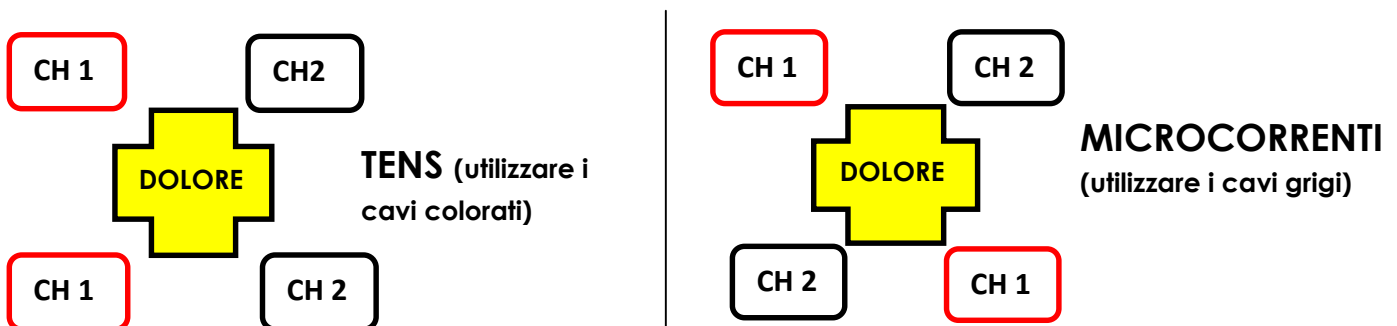 CH 1
CH2
DOLORE
TENS (utilizzare i
cavi colorati)
CH 1
CH 2
CH 1
CH 2
DOLORE
MICROCORRENTI
(utilizzare i cavi grigi)
CH 2
CH 1